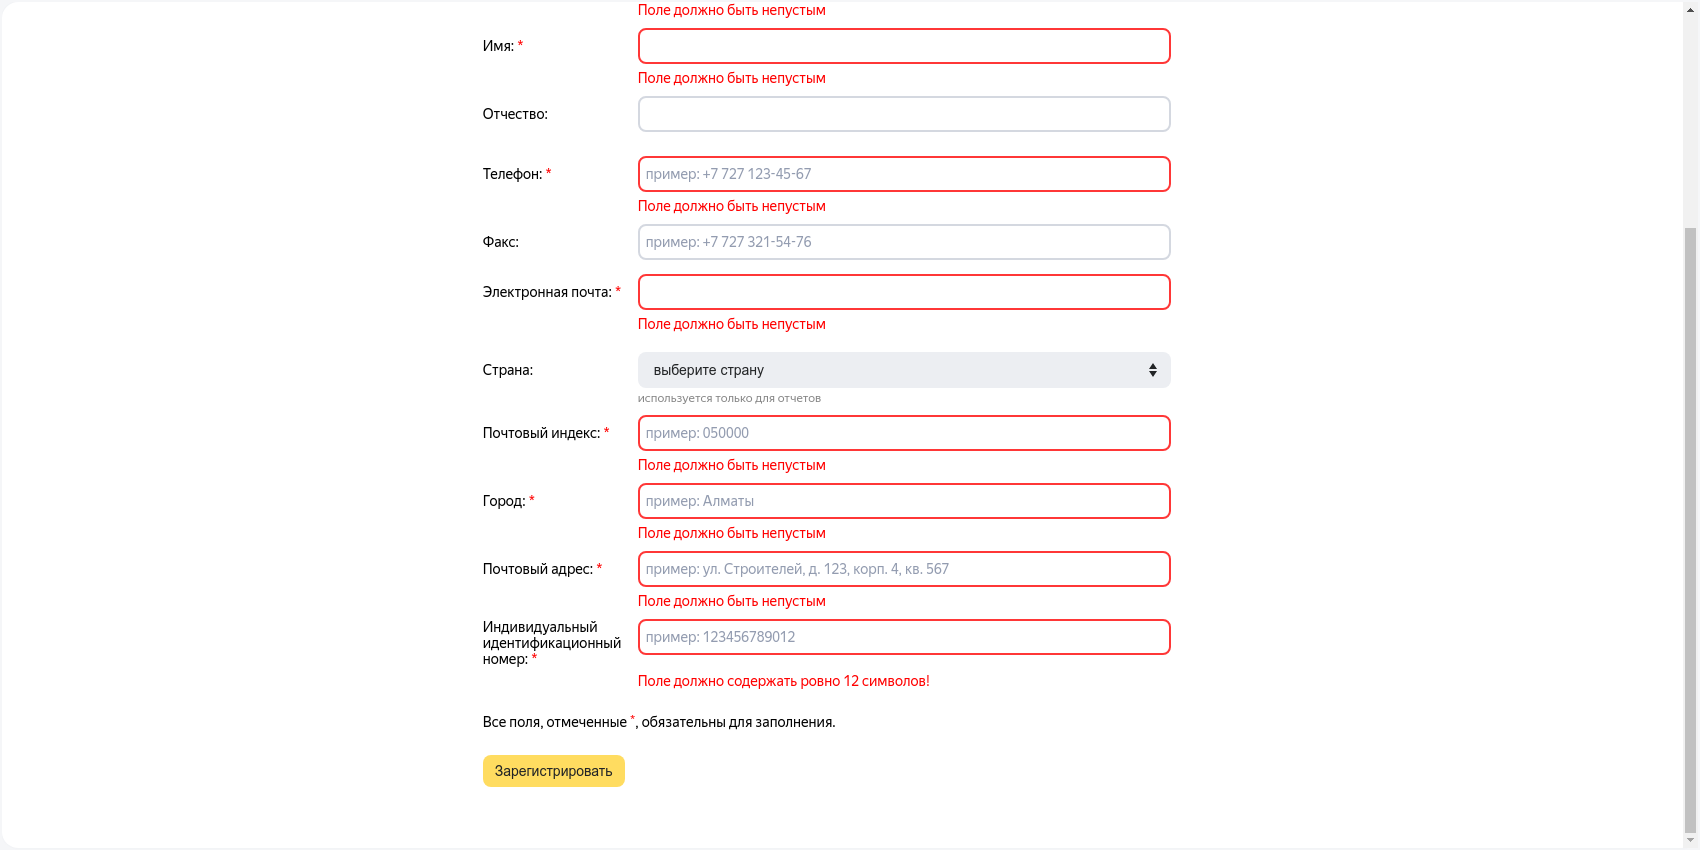 Поле должно быть непустым
Имя: *
Поле должно быть непустым
Отчество:
Телефон: *
пример: +7 727 123-45-67
Поле должно быть непустым
Факс:
пример: +7 727 321-54-76
Электронная почта: *
Поле должно быть непустым
Страна:
выберите страну
используется только для отчетов
Почтовый индекс: *
пример: 050000
Поле должно быть непустым
Город: *
пример: Алматы
Поле должно быть непустым
Почтовый адрес: *
пример: ул. Строителей, д. 123, корп. 4, кв. 567
Поле должно быть непустым
Индивидуальный
идентификационный
номер: *
пример: 123456789012
Поле должно содержать ровно 12 символов!
Все поля, отмеченные *, обязательны для заполнения.
Зарегистрировать